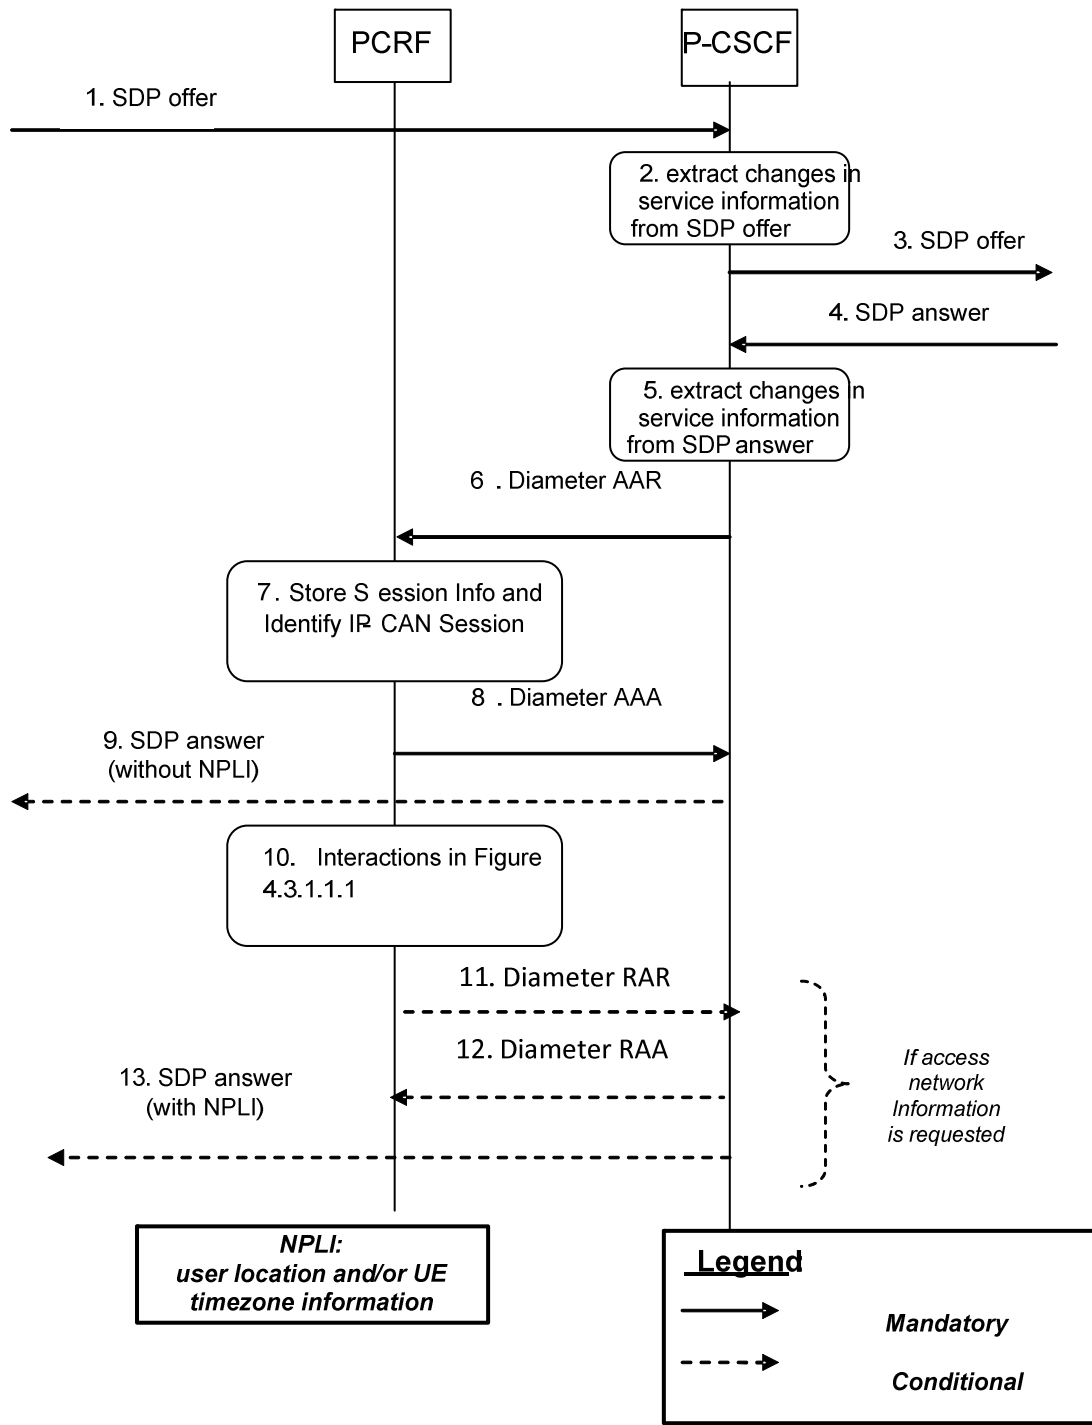 PCRF
P-CSCF
1. SDP offer
2. extract changes in
service information
from SDP offer
3. SDP offer
4. SDP answer
5. extract changes in
service information
from SDP answer
6 . Diameter AAR
7. Store S ession Info and
Identify IP- CAN Session
8 . Diameter AAA
9. SDP answer
(without NPLI)
10. Interactions in Figure
4.3.1.1.1
11. Diameter RAR
12. Diameter RAA
13. SDP answer
(with NPLI)
If access
network
Information
is requested
NPLI:
user location and/or UE
timezone information
Legend:
Mandatory
Conditional